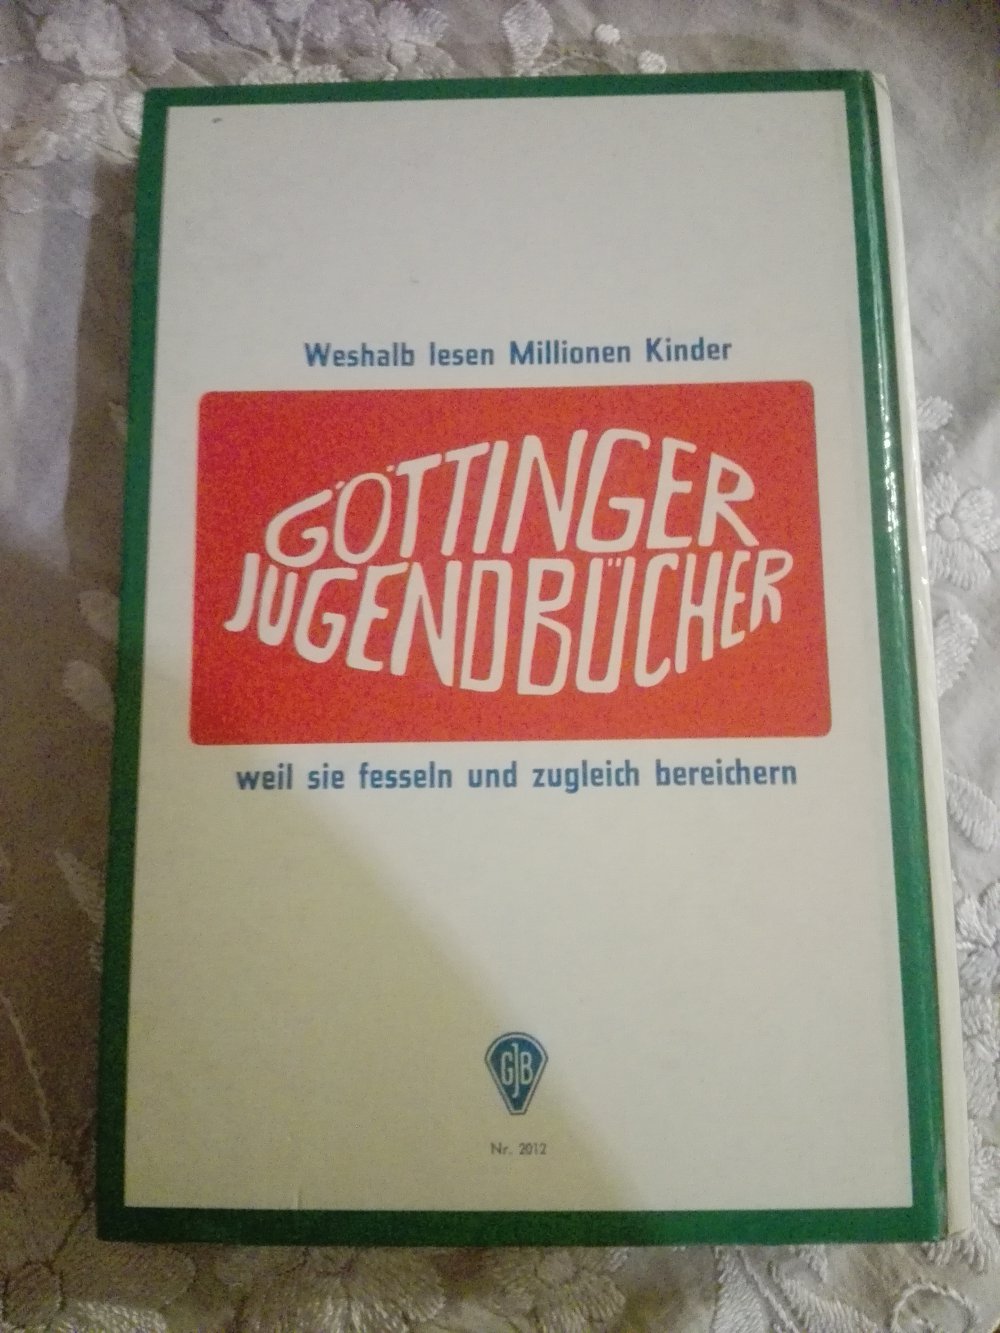 Weshalb lesen Millionen Kinder
GÖTTINGER
JUGENDBÜCHER
weil sie fesseln und zugleich bereichern
GJB
Nr. 2012